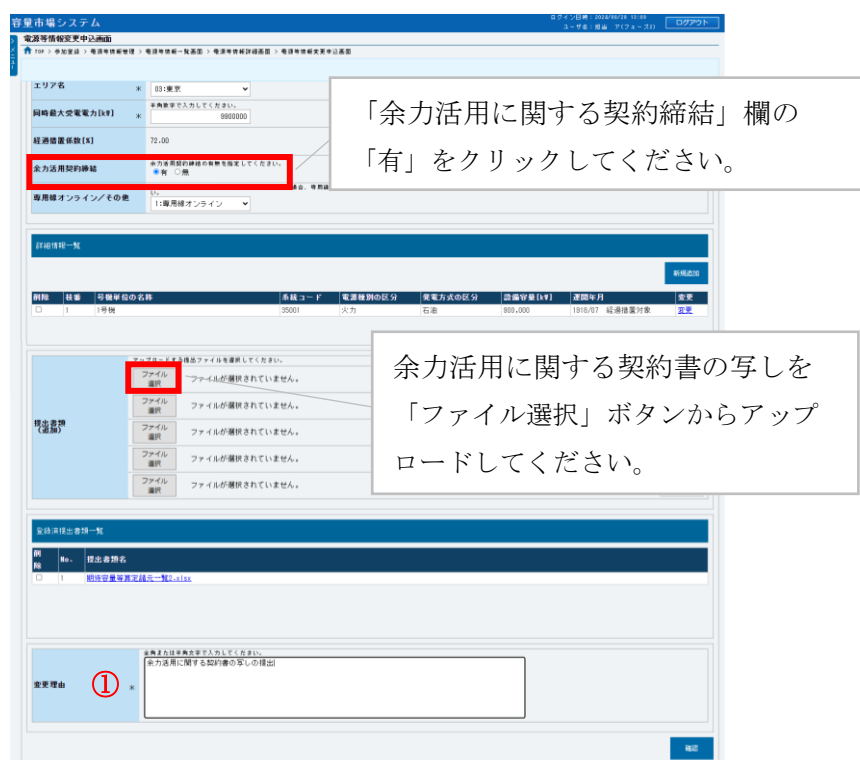 容量市場システム
ログアウト
電源等情報変更申込画面
TOP > 参加登録 > 電源等情報管理 > 電源等情報一覧画面 > 電源等情報詳細画面 > 電源等情報変更申込画面
メニュー
エリア名 * 03:東京
半角数字で入力してください。
同時最大受電電力[kW] * 9900000
経過措置係数[%] 72.00
余力活用契約の締結の有無を指定してください。
余力活用契約締結 有 無
専用線オンライン/その他 1:専用線オンライン
「余力活用に関する契約締結」欄の
「有」をクリックしてください。
詳細情報一覧
新規追加
削除 枝番 号機単位の名称 系統コード 電源種別の区分 発電方式の区分 設備容量[kW] 運開年月 変更
1 1号機 35001 火力 石油 900,000 1918/07 経過措置対象 変更
アップロードする提出ファイルを選択してください。
ファイル選択 ファイルが選択されていません。
ファイル選択 ファイルが選択されていません。
提出書類(追加)
ファイル選択 ファイルが選択されていません。
ファイル選択 ファイルが選択されていません。
ファイル選択 ファイルが選択されていません。
余力活用に関する契約書の写しを
「ファイル選択」ボタンからアップ
ロードしてください。
登録済提出書類一覧
削除 No. 提出書類名
1 期待容量等算定諸元一覧2.xlsx
全角または半角文字で入力してください。
余力活用に関する契約書の写しの提出
変更理由 ① *
確認